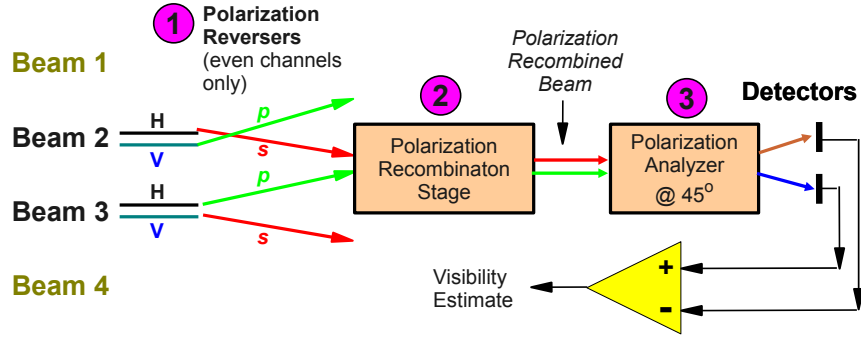 1
Polarization
Reversers
(even channels
only)
Beam 1
Beam 2
H
V
p
s
Beam 3
H
V
p
s
Beam 4
2
Polarization
Recombinaton
Stage
Polarization
Recombined
Beam
3
Polarization
Analyzer
@ 45o
Detectors
+
-
Visibility
Estimate